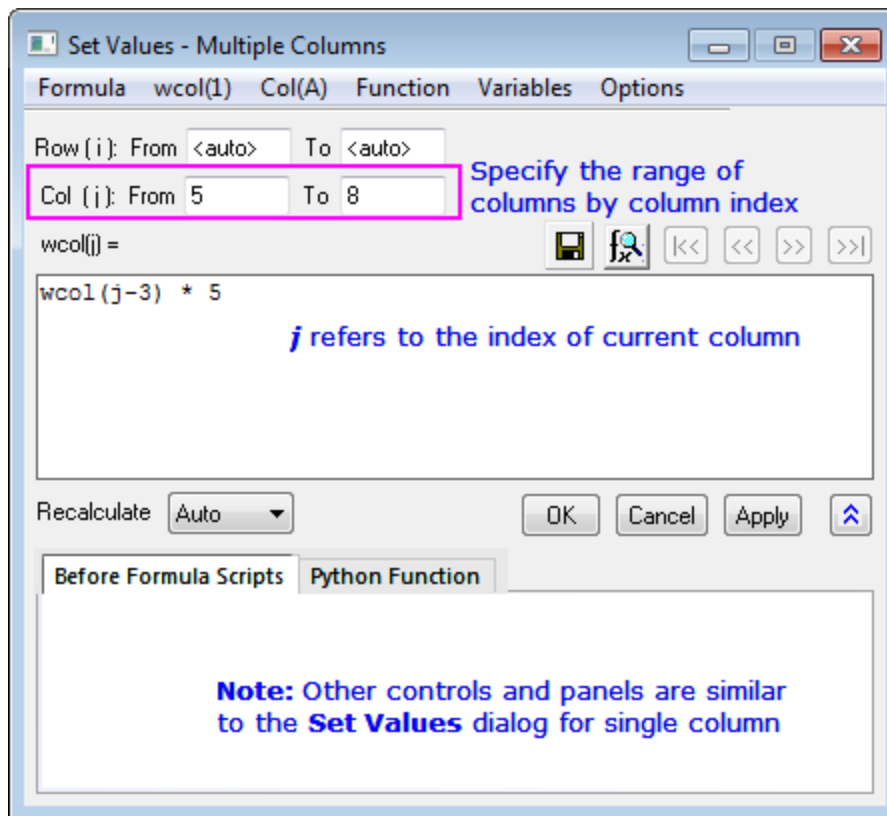 Set Values - Multiple Columns
Formula wcol(1) Col(A) Function Variables Options
Row ( i ): From <auto> To <auto>
Specify the range of
Col ( j ): From 5 To 8
columns by column index
wcol(j) =
|<< << >> >>|
wcol(j-3) * 5
j refers to the index of current column
Recalculate Auto OK Cancel Apply
Before Formula Scripts Python Function
Note: Other controls and panels are similar
to the Set Values dialog for single column